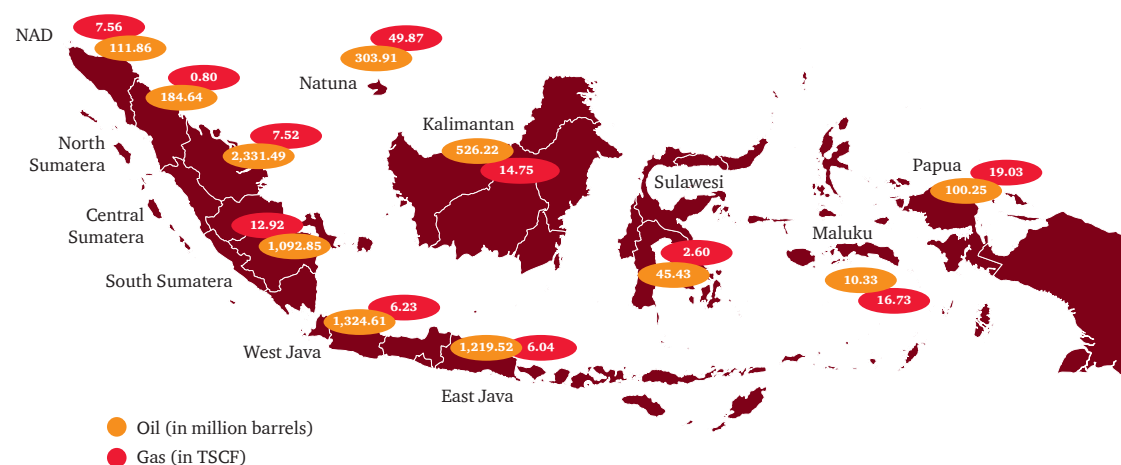 7.56
NAD
111.86
49.87
303.91
Natuna
0.80
184.64
North
Sumatera
7.52
2,331.49
Kalimantan
526.22
14.75
Sulawesi
Papua
19.03
100.25
Central
Sumatera
12.92
1,092.85
Maluku
2.60
45.43
10.33
16.73
South Sumatera
6.23
1,324.61
West Java
1,219.52
6.04
East Java
Oil (in million barrels)
Gas (in TSCF)